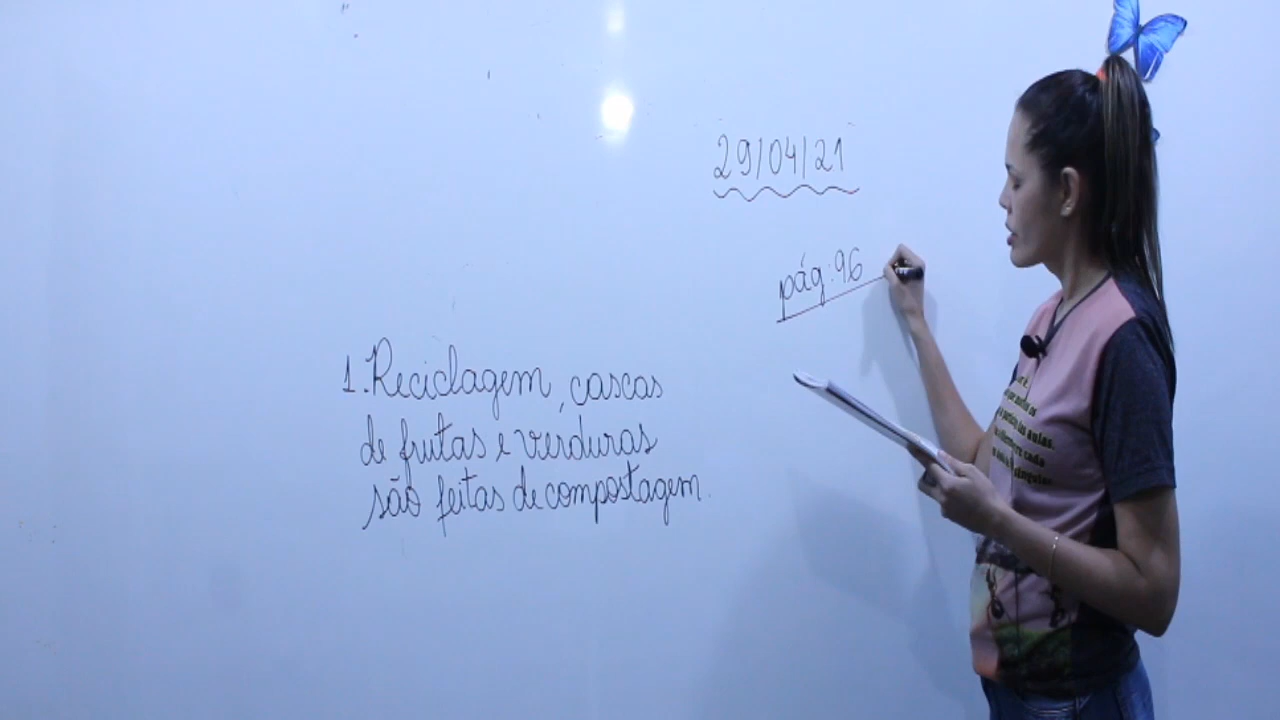 29/04/21
pág: 96
1. Reciclagem, cascas
de frutas e verduras
são feitas de compostagem.